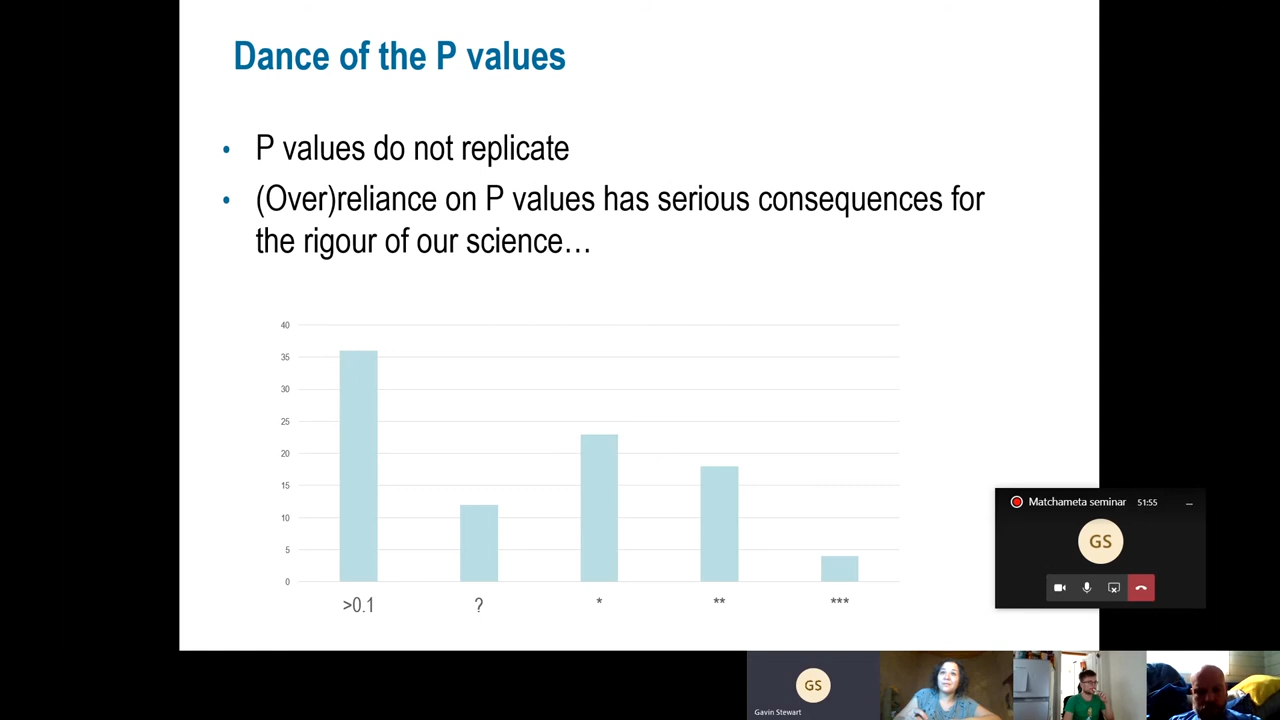 Dance of the P values
• P values do not replicate
• (Over)reliance on P values has serious consequences for
the rigour of our science…
40
35
30
25
20
15
10
5
0
>0.1 ? * ** ***
Matchameta seminar 51:55
GS
GS
Gavin Stewart